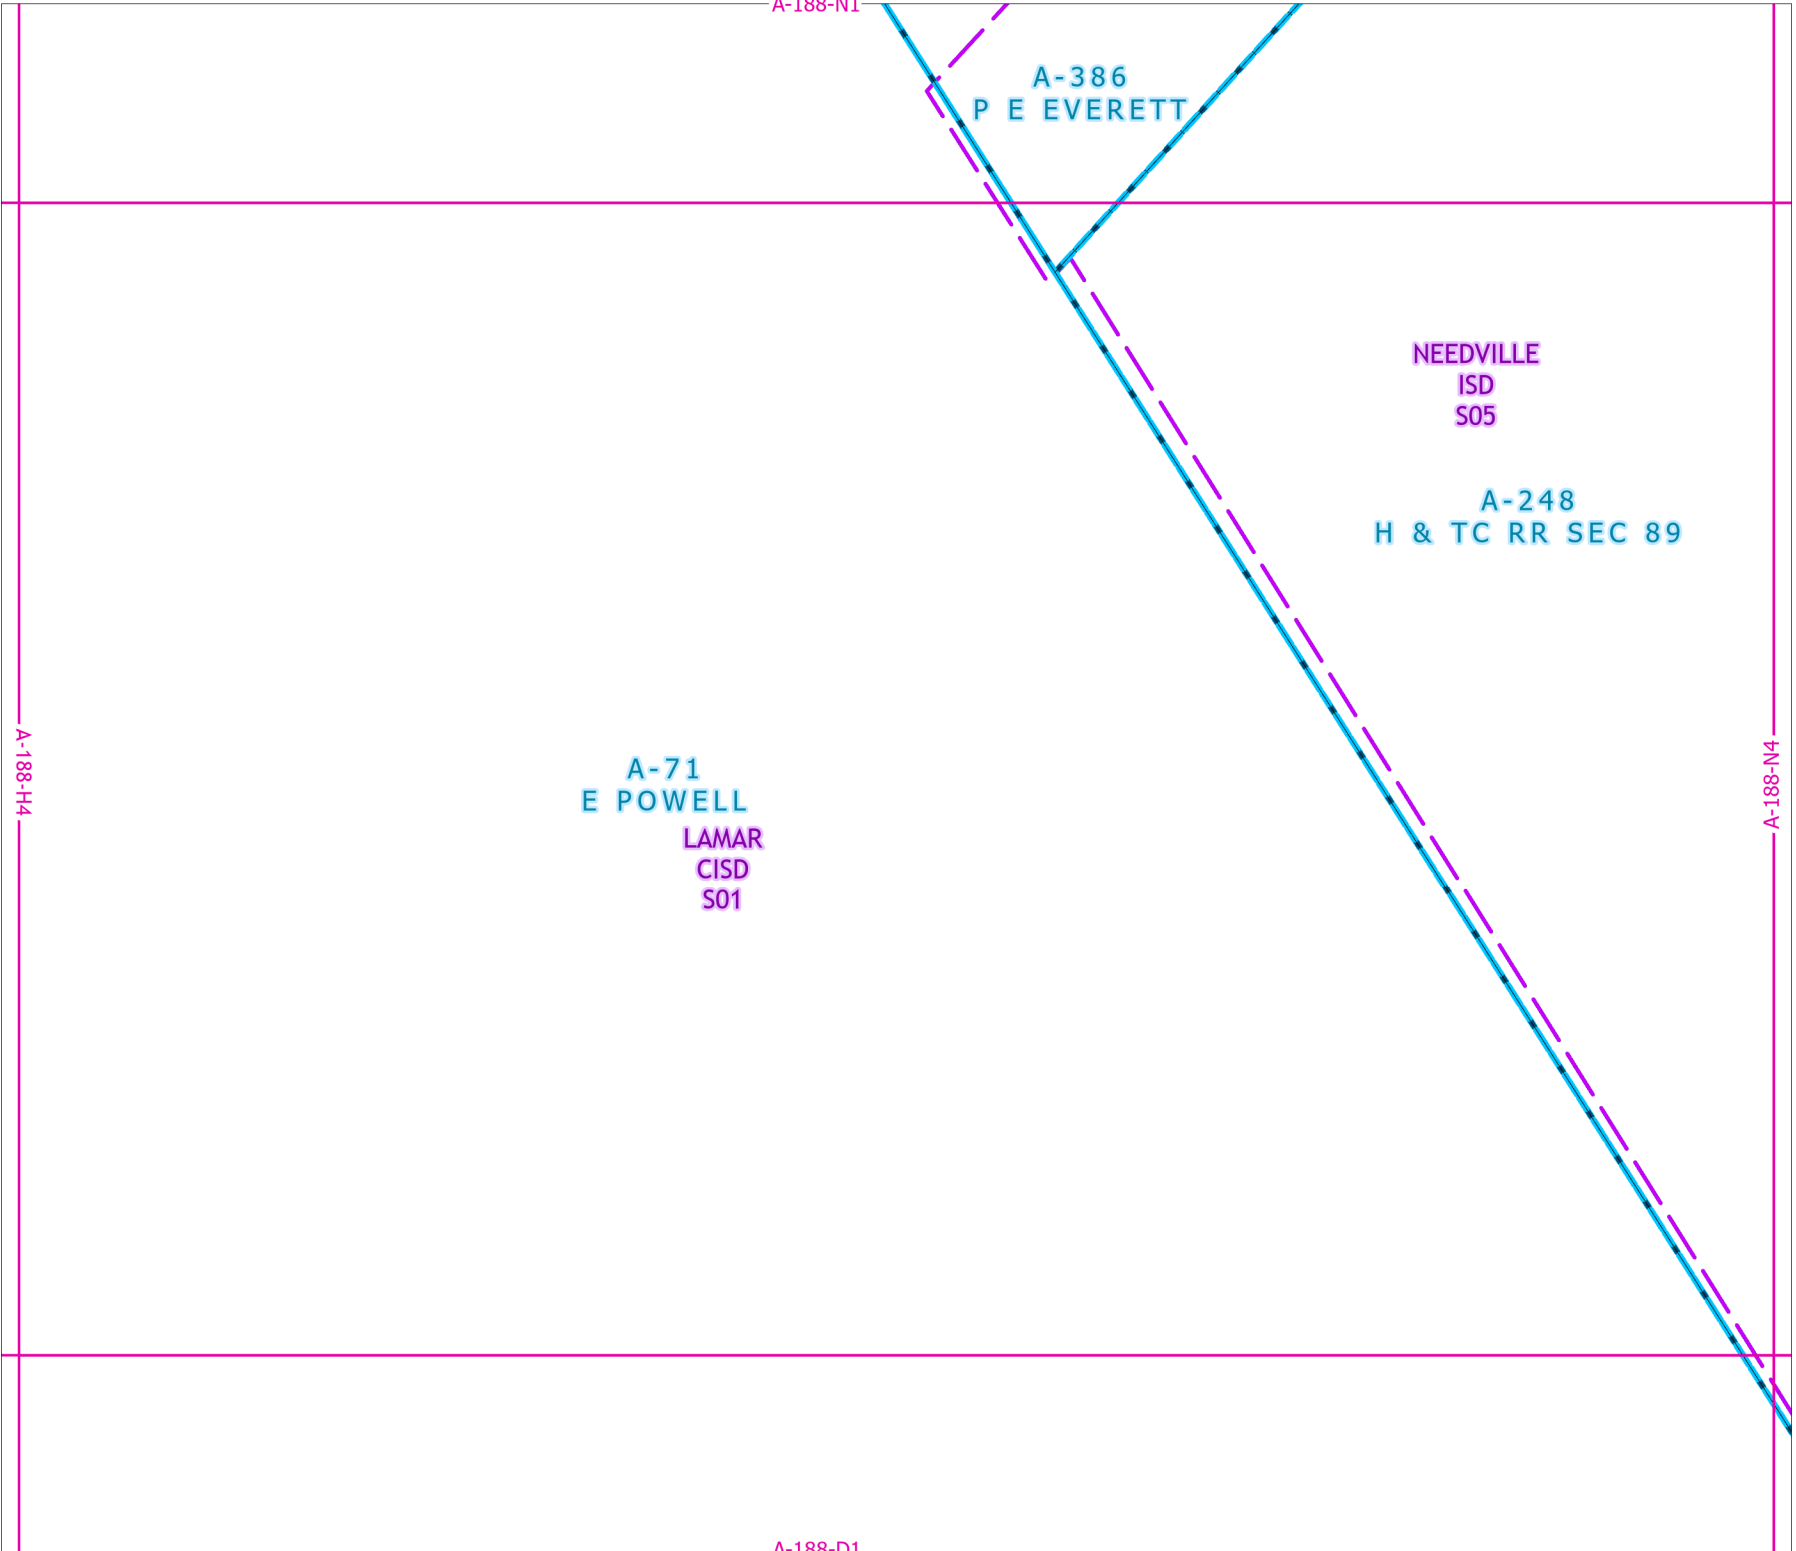 A-188-N1
A-386
P E EVERETT
NEEDVILLE
ISD
S05
A-248
H & TC RR SEC 89
A-188-H4
A-188-N4
A-71
E POWELL
LAMAR
CISD
S01
A-188-D1